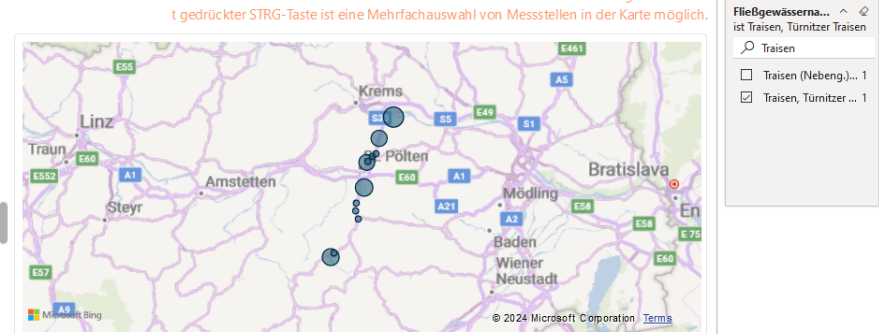 t gedrückter STRG-Taste ist eine Mehrfachauswahl von Messstellen in der Karte möglich.
Fließgewässerna...
ist Traisen, Türnitzer Traisen
Traisen
Traisen (Nebeng.)... 1
Traisen, Türnitzer ... 1
E461
E55
A5
Krems
Linz
S5
E49
S1
Traun
E60
Pölten
E552
A1
Amstetten
E60
A1
Bratislava
Steyr
Mödling
A21
E58
A2
E58
En
E 75
Baden
E60
Wiener
Neustadt
E57
A9
Microsoft Bing
© 2024 Microsoft Corporation Terms